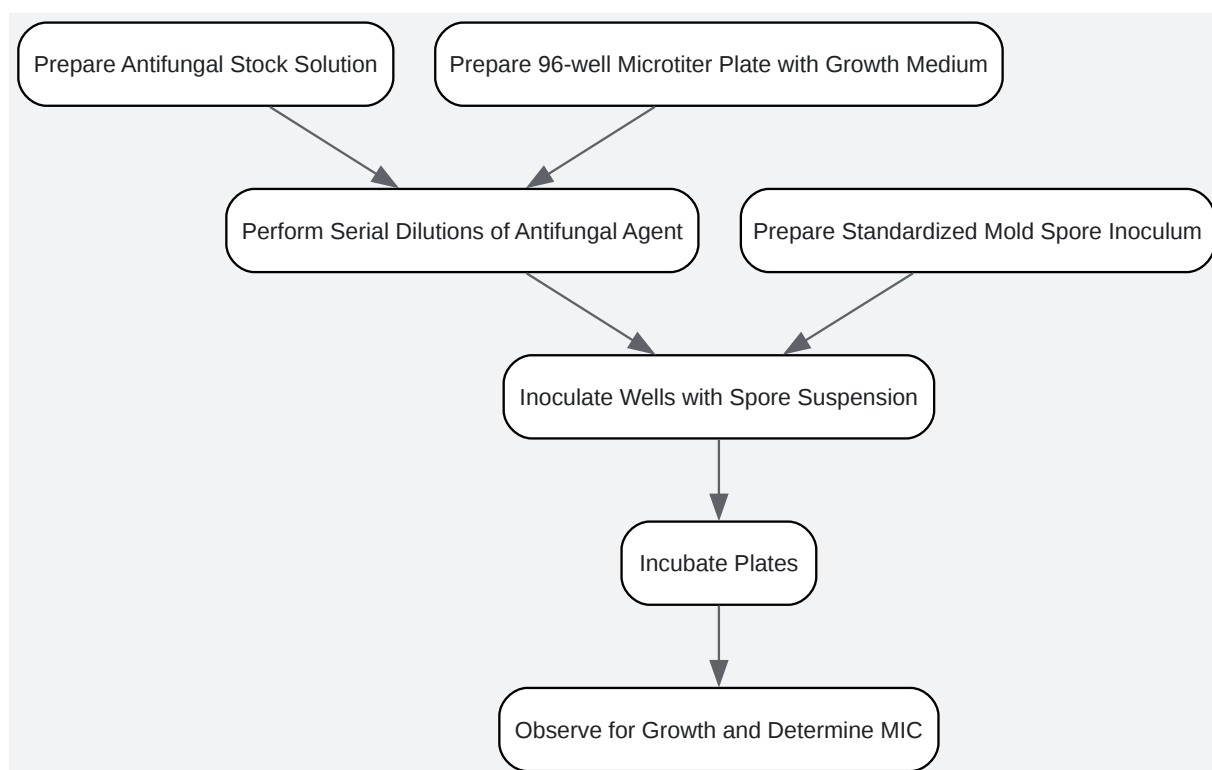 Prepare Antifungal Stock Solution
Prepare 96-well Microtiter Plate with Growth Medium
Perform Serial Dilutions of Antifungal Agent
Prepare Standardized Mold Spore Inoculum
Inoculate Wells with Spore Suspension
Incubate Plates
Observe for Growth and Determine MIC